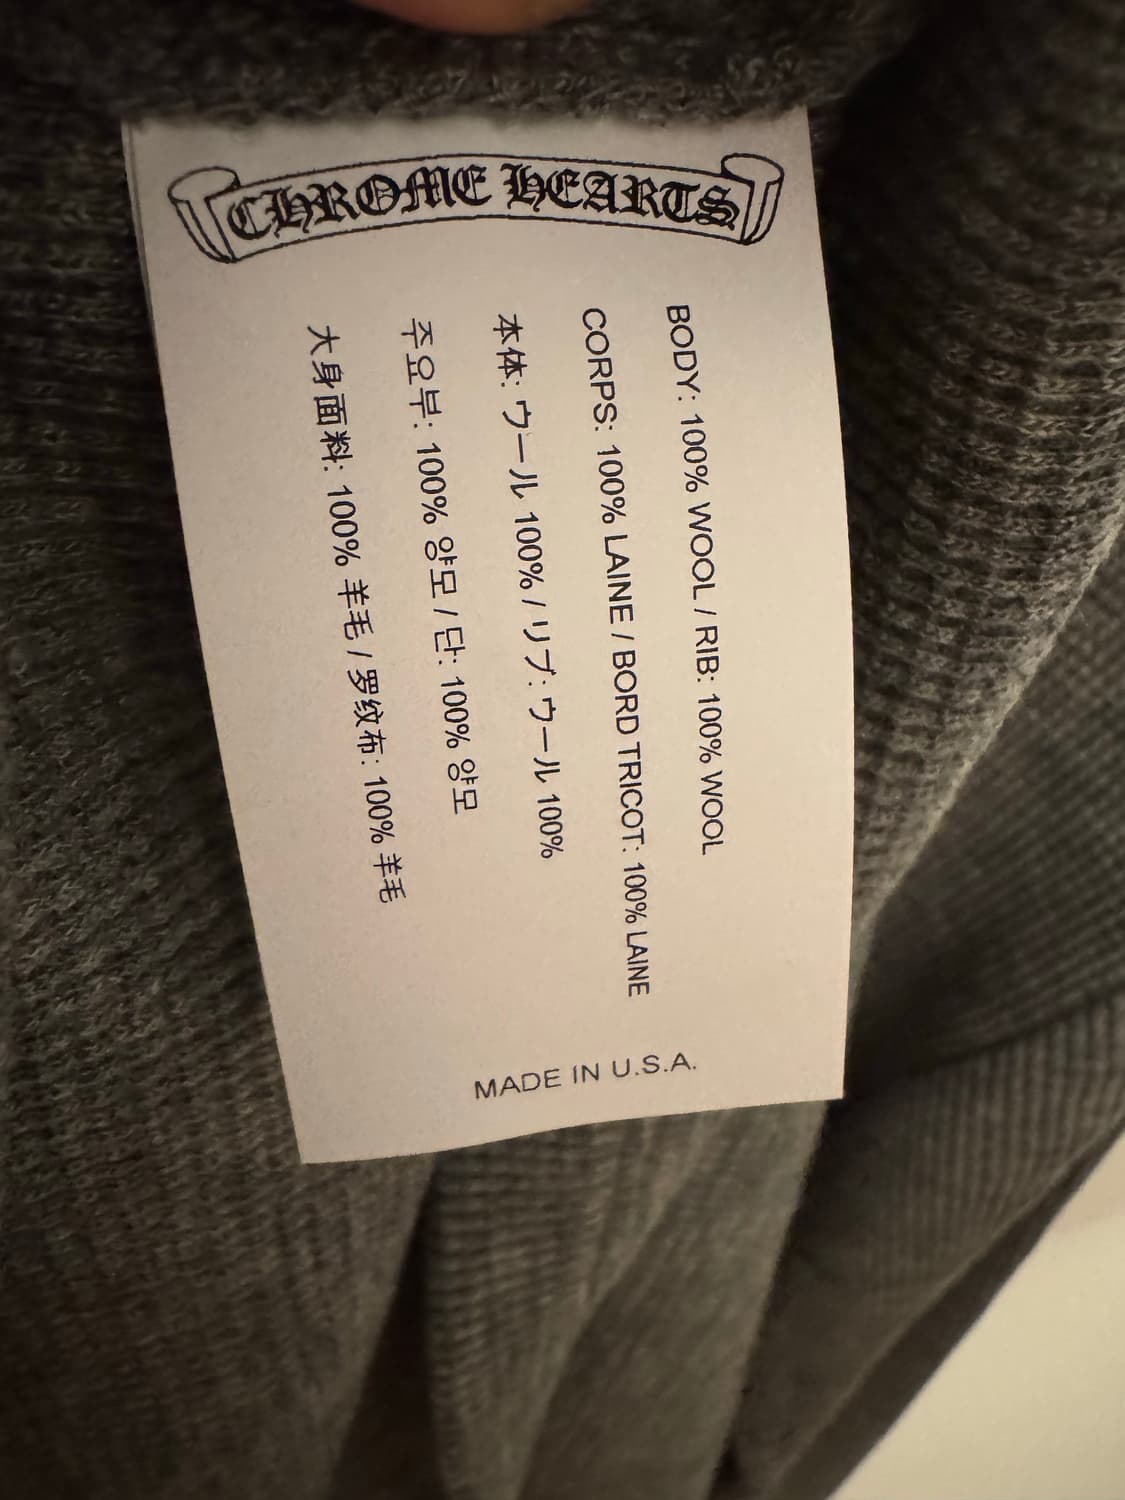 CHROME HEARTS
BODY: 100% WOOL / RIB: 100% WOOL
CORPS: 100% LAINE / BORD TRICOT: 100% LAINE
本体: ウール 100% / リブ: ウール 100%
주요부: 100% 양모 / 단: 100% 양모
大身面料: 100% 羊毛 / 罗纹布: 100% 羊毛
MADE IN U.S.A.